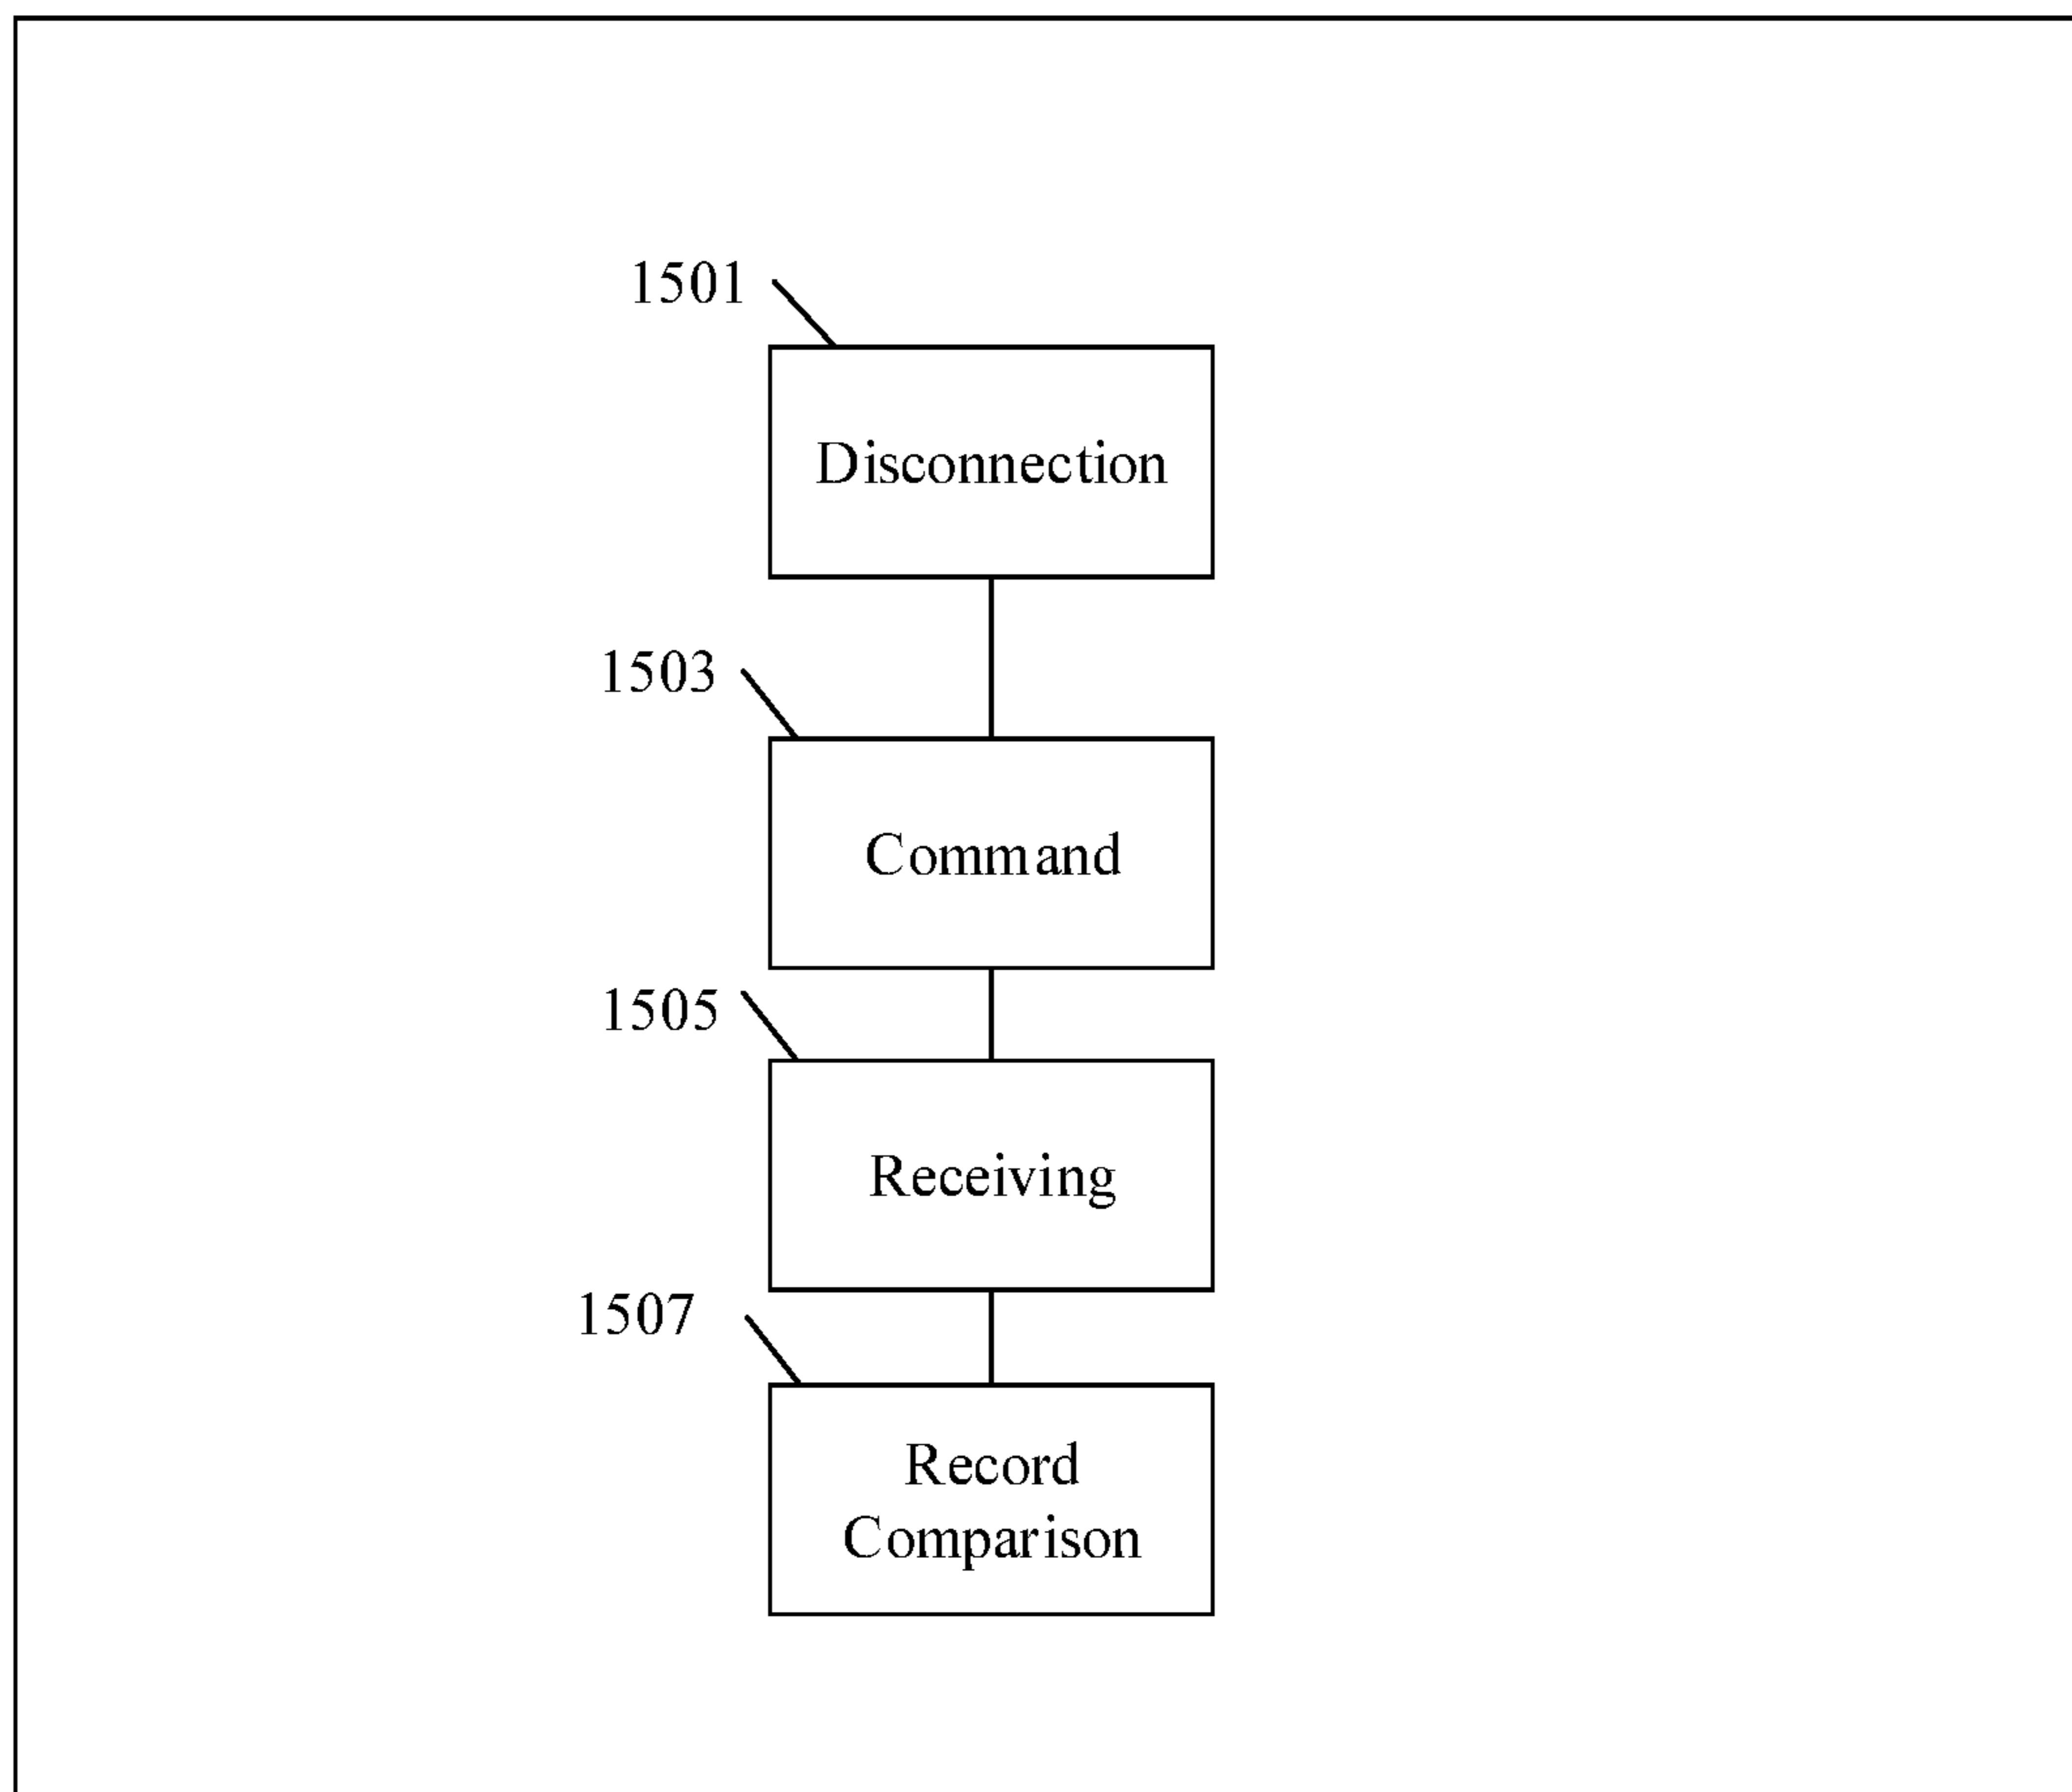 1501
Disconnection
1503
Command
1505
Receiving
1507
Record
Comparison